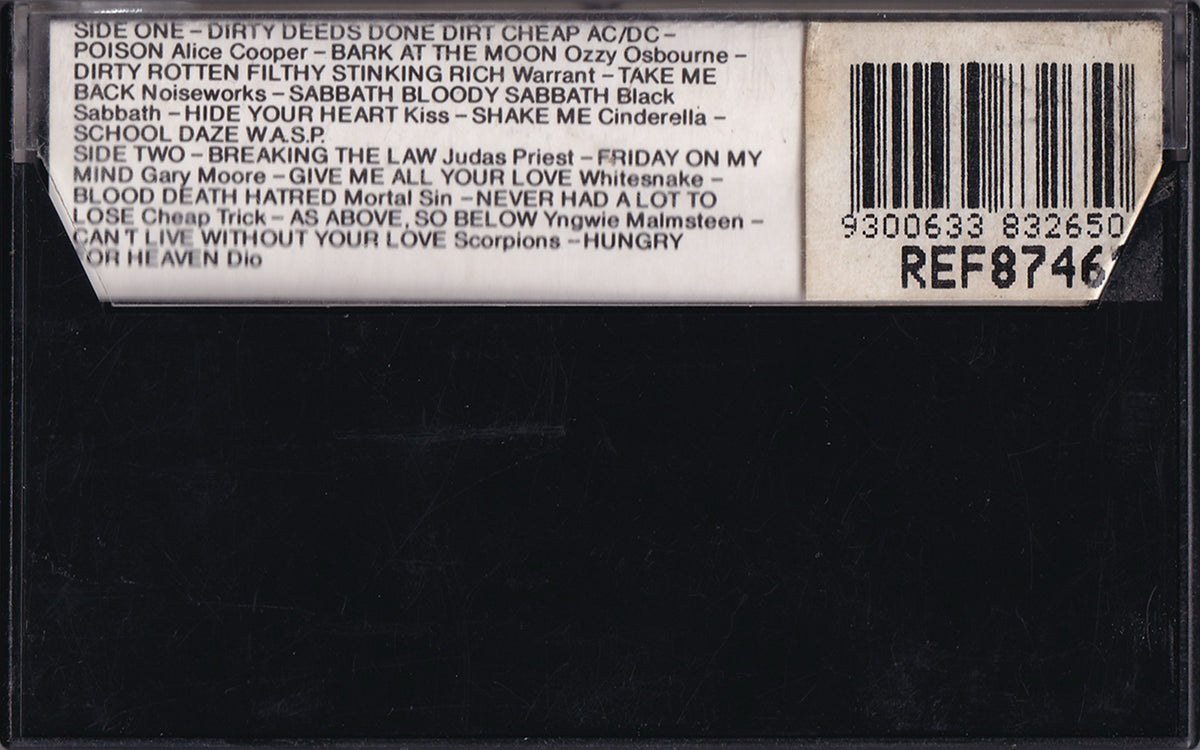 SIDE ONE – DIRTY DEEDS DONE DIRT CHEAP AC/DC –
POISON Alice Cooper – BARK AT THE MOON Ozzy Osbourne –
DIRTY ROTTEN FILTHY STINKING RICH Warrant – TAKE ME
BACK Noiseworks – SABBATH BLOODY SABBATH Black
Sabbath – HIDE YOUR HEART Kiss – SHAKE ME Cinderella –
SCHOOL DAZE W.A.S.P.
SIDE TWO – BREAKING THE LAW Judas Priest – FRIDAY ON MY
MIND Gary Moore – GIVE ME ALL YOUR LOVE Whitesnake –
BLOOD DEATH HATRED Mortal Sin – NEVER HAD A LOT TO
LOSE Cheap Trick – AS ABOVE, SO BELOW Yngwie Malmsteen –
CAN'T LIVE WITHOUT YOUR LOVE Scorpions – HUNGRY
OR HEAVEN Dio
9300633 832650
REF8746